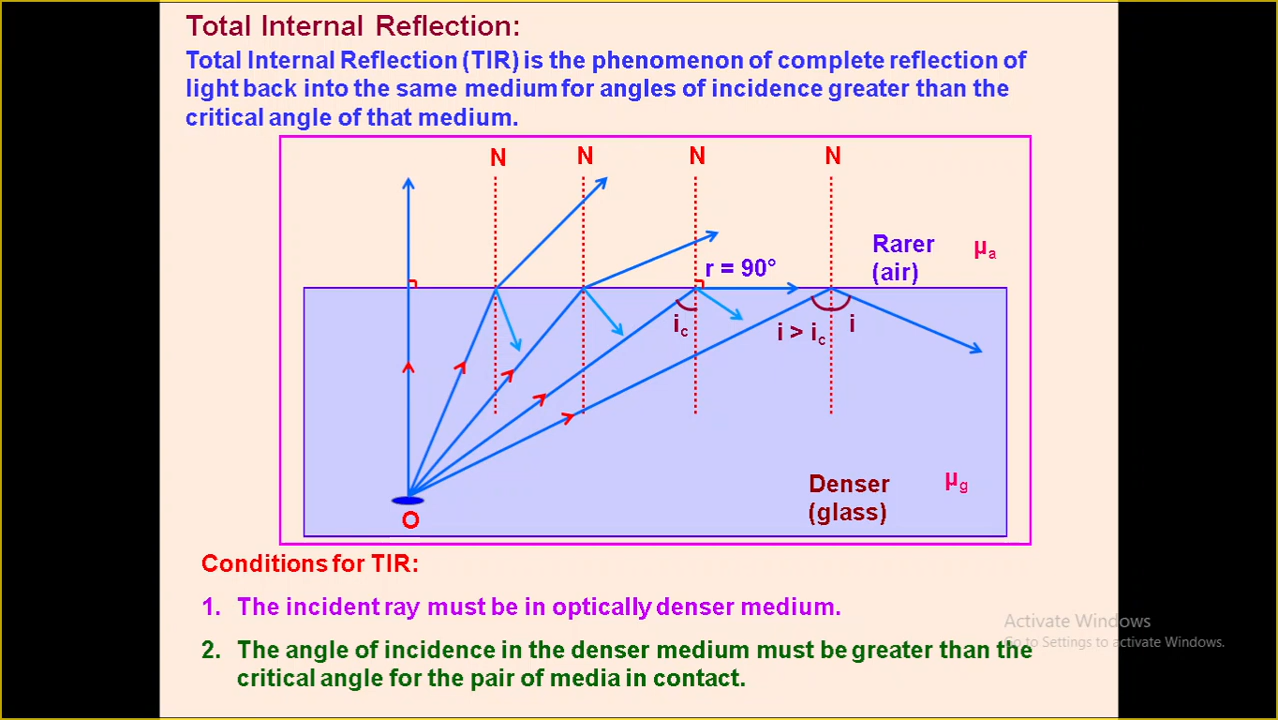 Total Internal Reflection:
Total Internal Reflection (TIR) is the phenomenon of complete reflection of
light back into the same medium for angles of incidence greater than the
critical angle of that medium.
N N N N
Rarer
(air)
μa
r = 90°
ic
i > ic
i
Denser
(glass)
μg
O
Conditions for TIR:
1. The incident ray must be in optically denser medium.
2. The angle of incidence in the denser medium must be greater than the
critical angle for the pair of media in contact.
Activate Windows
Go to Settings to activate Windows.